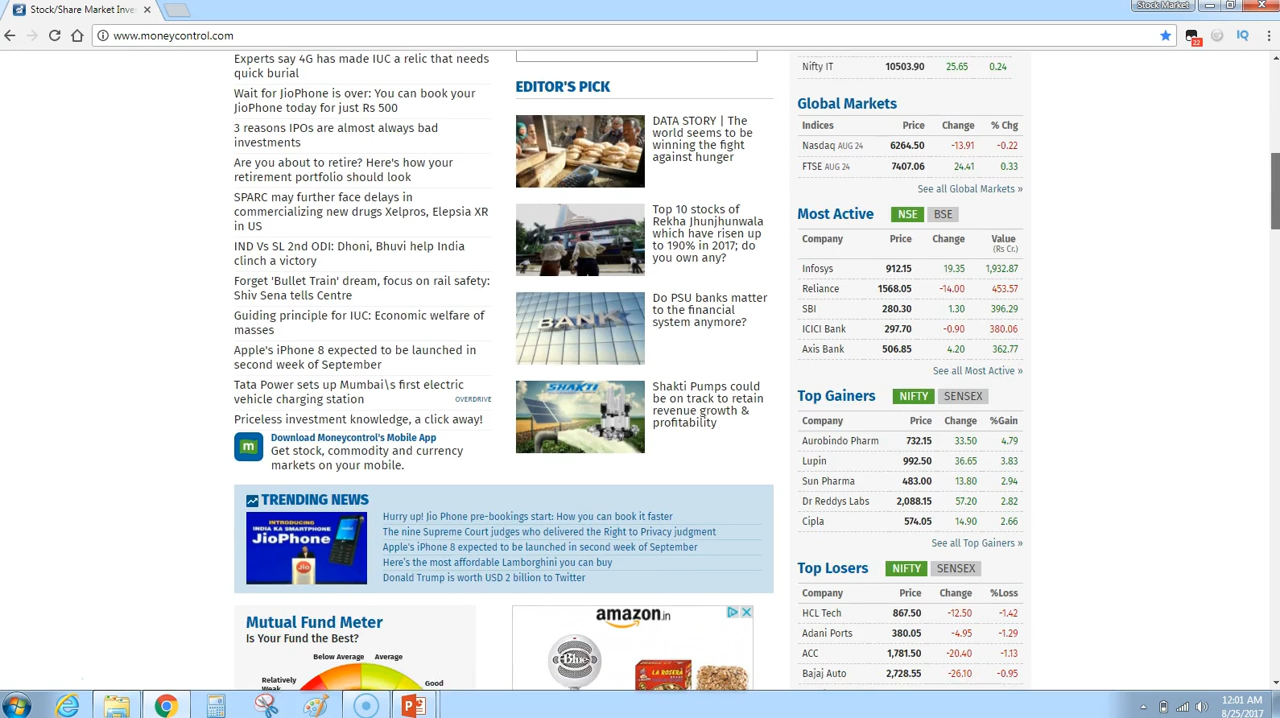 Stock/Share Market Inve
Stock Market
www.moneycontrol.com
22
IQ
Experts say 4G has made IUC a relic that needs
quick burial
Wait for JioPhone is over: You can book your
JioPhone today for just Rs 500
3 reasons IPOs are almost always bad
investments
Are you about to retire? Here's how your
retirement portfolio should look
SPARC may further face delays in
commercializing new drugs Xelpros, Elepsia XR
in US
IND Vs SL 2nd ODI: Dhoni, Bhuvi help India
clinch a victory
Forget 'Bullet Train' dream, focus on rail safety:
Shiv Sena tells Centre
Guiding principle for IUC: Economic welfare of
masses
Apple's iPhone 8 expected to be launched in
second week of September
Tata Power sets up Mumbai\s first electric
vehicle charging station OVERDRIVE
Priceless investment knowledge, a click away!
m
Download Moneycontrol's Mobile App
Get stock, commodity and currency
markets on your mobile.
EDITOR'S PICK
DATA STORY | The
world seems to be
winning the fight
against hunger
Top 10 stocks of
Rekha Jhunjhunwala
which have risen up
to 190% in 2017; do
you own any?
BANK
Do PSU banks matter
to the financial
system anymore?
SHAKTI
Shakti Pumps could
be on track to retain
revenue growth &
profitability
TRENDING NEWS
INTRODUCING
INDIA KA SMARTPHONE
JioPhone
Jio
Hurry up! Jio Phone pre-bookings start: How you can book it faster
The nine Supreme Court judges who delivered the Right to Privacy judgment
Apple's iPhone 8 expected to be launched in second week of September
Here's the most affordable Lamborghini you can buy
Donald Trump is worth USD 2 billion to Twitter
Mutual Fund Meter
Is Your Fund the Best?
Below Average Average
Relatively
Weak
Good
amazon.in
Blue
LA ROSERA
Nifty IT 10503.90 25.65 0.24
Global Markets
Indices Price Change % Chg
Nasdaq AUG 24 6264.50 -13.91 -0.22
FTSE AUG 24 7407.06 24.41 0.33
See all Global Markets »
Most Active NSE BSE
Company Price Change Value
(Rs Cr.)
Infosys 912.15 19.35 1,932.87
Reliance 1568.05 -14.00 453.57
SBI 280.30 1.30 396.29
ICICI Bank 297.70 -0.90 380.06
Axis Bank 506.85 4.20 362.77
See all Most Active »
Top Gainers NIFTY SENSEX
Company Price Change %Gain
Aurobindo Pharm 732.15 33.50 4.79
Lupin 992.50 36.65 3.83
Sun Pharma 483.00 13.80 2.94
Dr Reddys Labs 2,088.15 57.20 2.82
Cipla 574.05 14.90 2.66
See all Top Gainers »
Top Losers NIFTY SENSEX
Company Price Change %Loss
HCL Tech 867.50 -12.50 -1.42
Adani Ports 380.05 -4.95 -1.29
ACC 1,781.50 -20.40 -1.13
Bajaj Auto 2,728.55 -26.10 -0.95
12:01 AM
8/25/2017